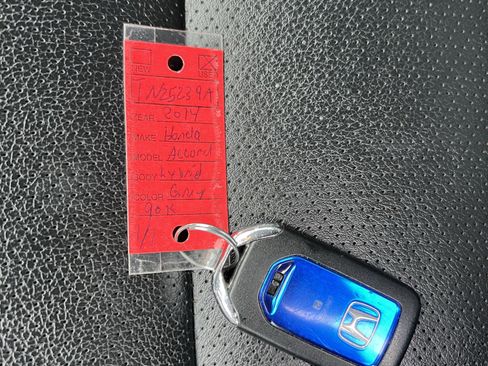 NEW USED
YEAR 2014
MAKE Honda
MODEL Accord
BODY hybrid
COLOR Grey
90K